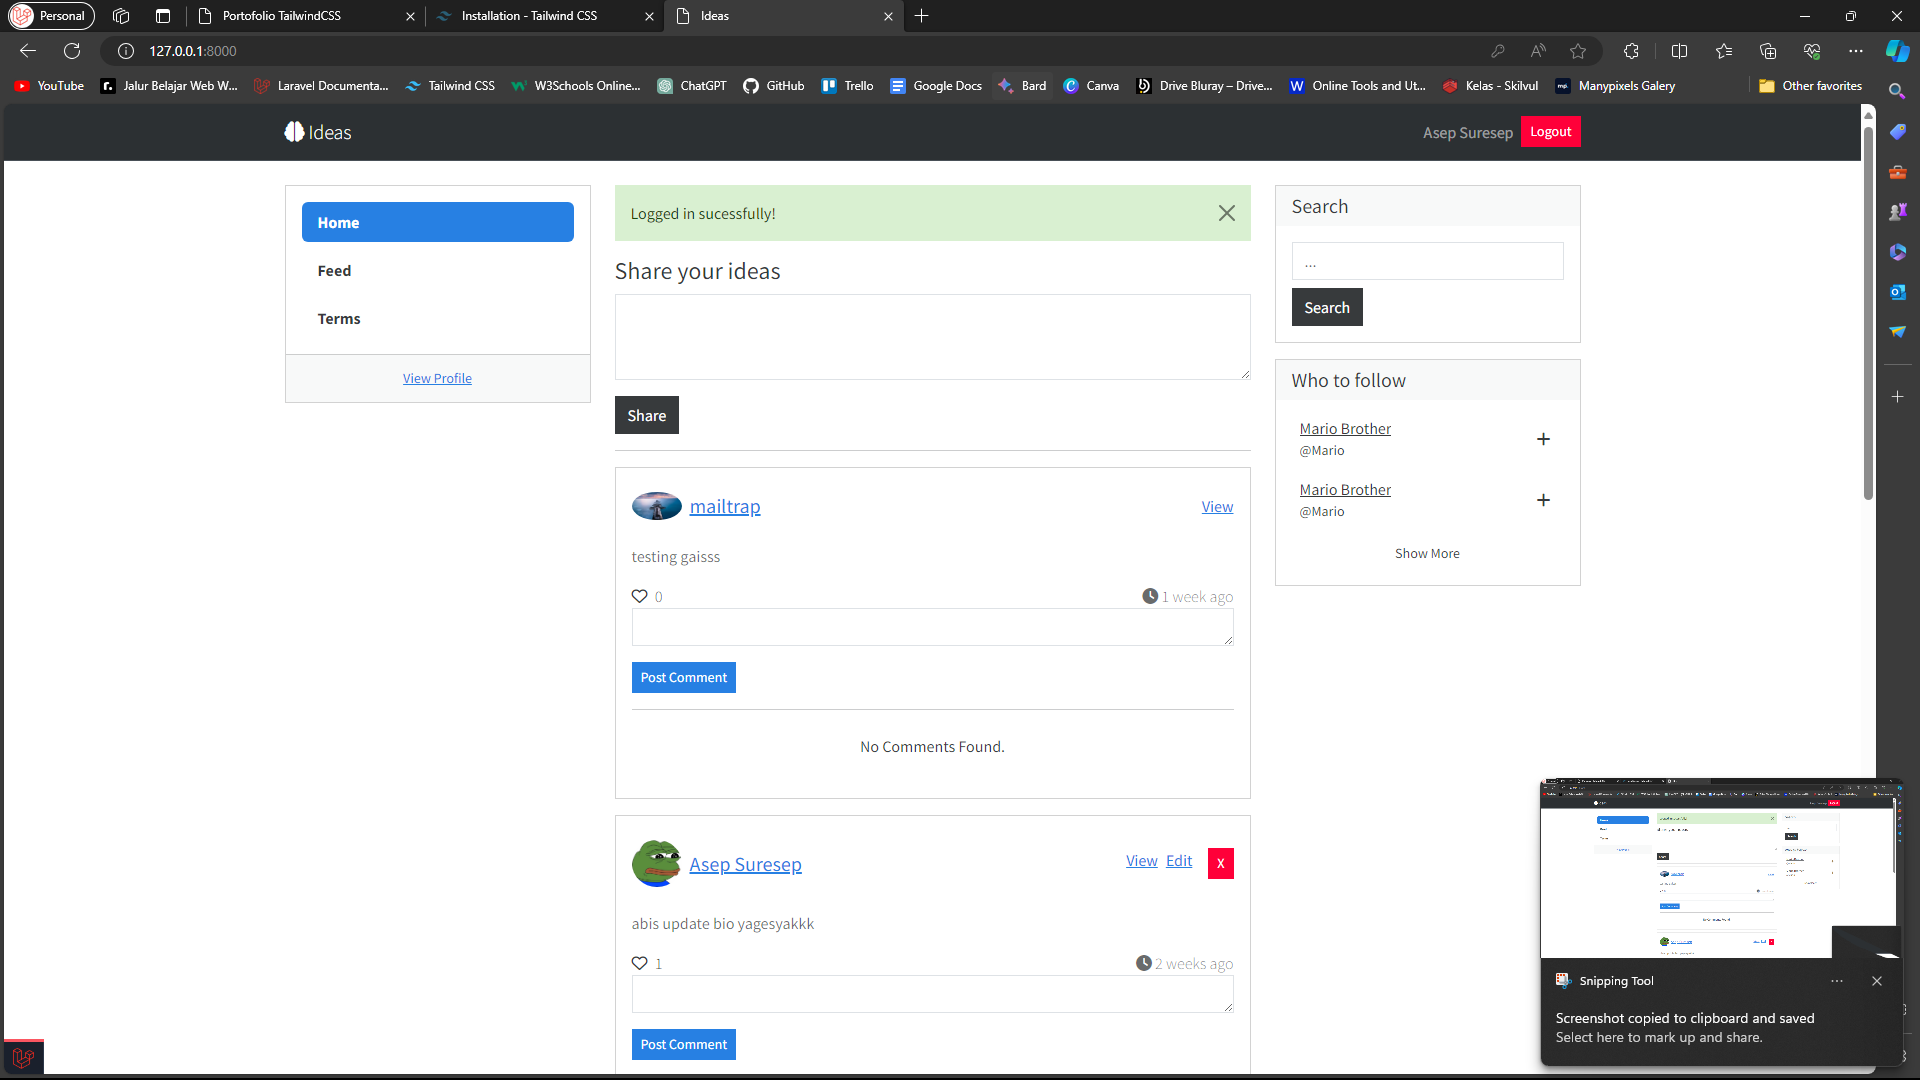 Personal
Portofolio TailwindCSS
Installation - Tailwind CSS
Ideas
127.0.0.1:8000
YouTube
Jalur Belajar Web W...
Laravel Documenta...
Tailwind CSS
W3Schools Online...
ChatGPT
GitHub
Trello
Google Docs
Bard
Canva
Drive Bluray – Drive...
Online Tools and Ut...
Kelas - Skilvul
Manypixels Galery
Other favorites
Ideas
Asep Suresep
Logout
Home
Feed
Terms
View Profile
Logged in sucessfully!
Share your ideas
Share
mailtrap
View
testing gaisss
0
1 week ago
Post Comment
No Comments Found.
Asep Suresep
View Edit X
abis update bio yagesyakkk
1
2 weeks ago
Post Comment
Search
...
Search
Who to follow
Mario Brother
@Mario
Mario Brother
@Mario
Show More
Snipping Tool
Screenshot copied to clipboard and saved
Select here to mark up and share.